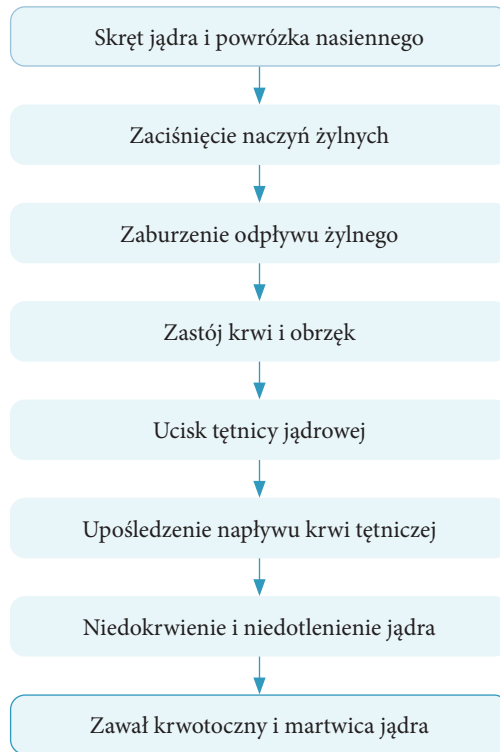 Skręt jądra i powrózka nasiennego
Zaciśnięcie naczyń żylnych
Zaburzenie odpływu żylnego
Zastój krwi i obrzęk
Ucisk tętnicy jądrowej
Upośledzenie napływu krwi tętniczej
Niedokrwienie i niedotlenienie jądra
Zawał krwotoczny i martwica jądra